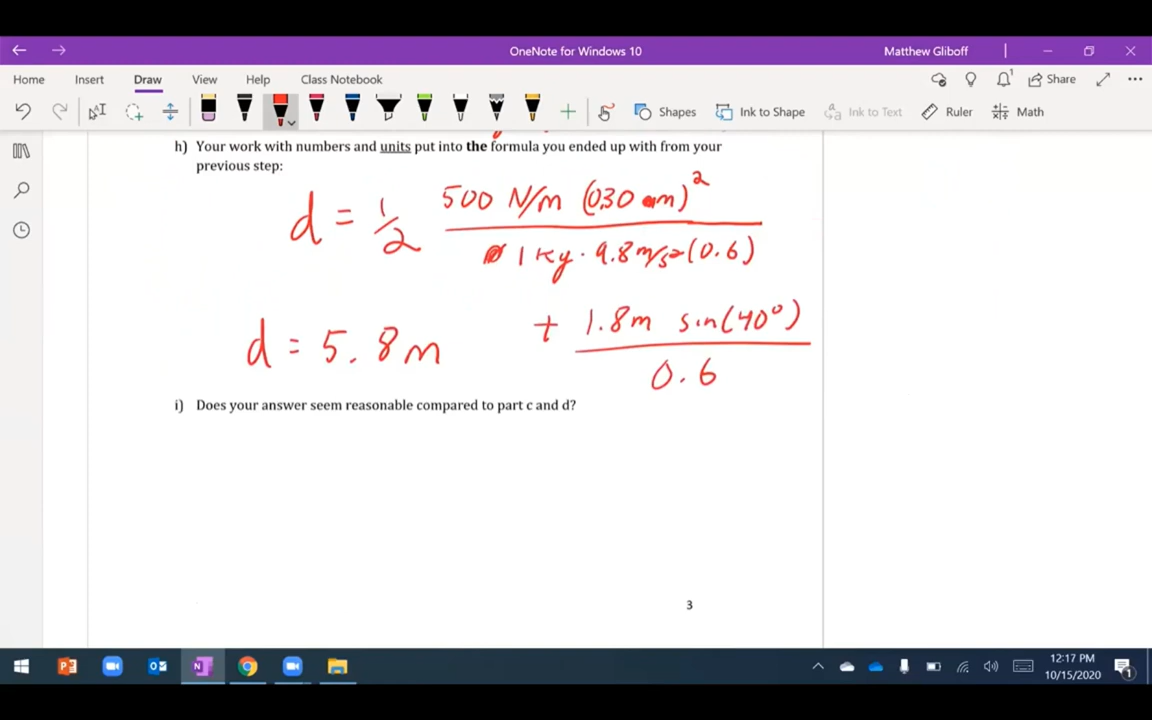 OneNote for Windows 10
Matthew Gliboff
Home Insert Draw View Help Class Notebook
Share
Shapes Ink to Shape Ink to Text Ruler Math
h) Your work with numbers and units put into the formula you ended up with from your
previous step:
d = 1/2 500 N/m (0.30 m)²
1 Kg · 9.8 m/s² (0.6)
+ 1.8m sin(40°)
0.6
d = 5.8m
i) Does your answer seem reasonable compared to part c and d?
3
12:17 PM
10/15/2020